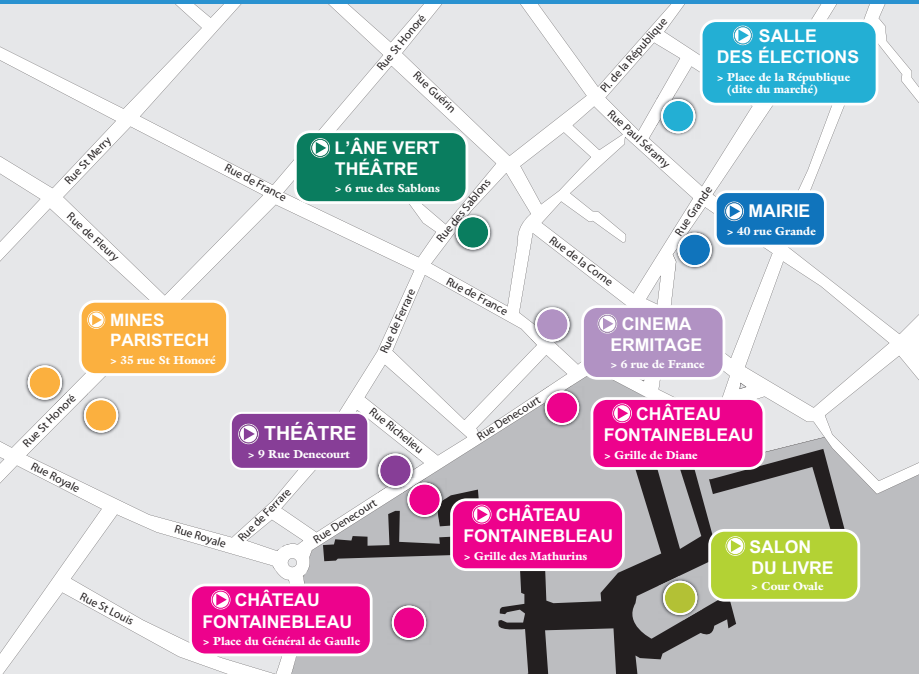 SALLE
DES ÉLECTIONS
> Place de la République
(dite du marché)
Rue St Honoré
Pl. de la République
Rue Guérin
Rue Paul Séramy
L'ÂNE VERT
THÉÂTRE
> 6 rue des Sablons
Rue St Merry
Rue de France
Rue des Sablons
Rue Grande
MAIRIE
> 40 rue Grande
Rue de Fleury
Rue de la Corne
Rue de France
Rue de Ferrare
MINES
PARISTECH
> 35 rue St Honoré
CINEMA
ERMITAGE
> 6 rue de France
Rue St Honoré
Rue Richelieu
Rue Denecourt
CHÂTEAU
FONTAINEBLEAU
> Grille de Diane
THÉÂTRE
> 9 Rue Denecourt
Rue Royale
Rue de Ferrare
Rue Denecourt
Rue Royale
CHÂTEAU
FONTAINEBLEAU
> Grille des Mathurins
SALON
DU LIVRE
> Cour Ovale
Rue St Louis
CHÂTEAU
FONTAINEBLEAU
> Place du Général de Gaulle